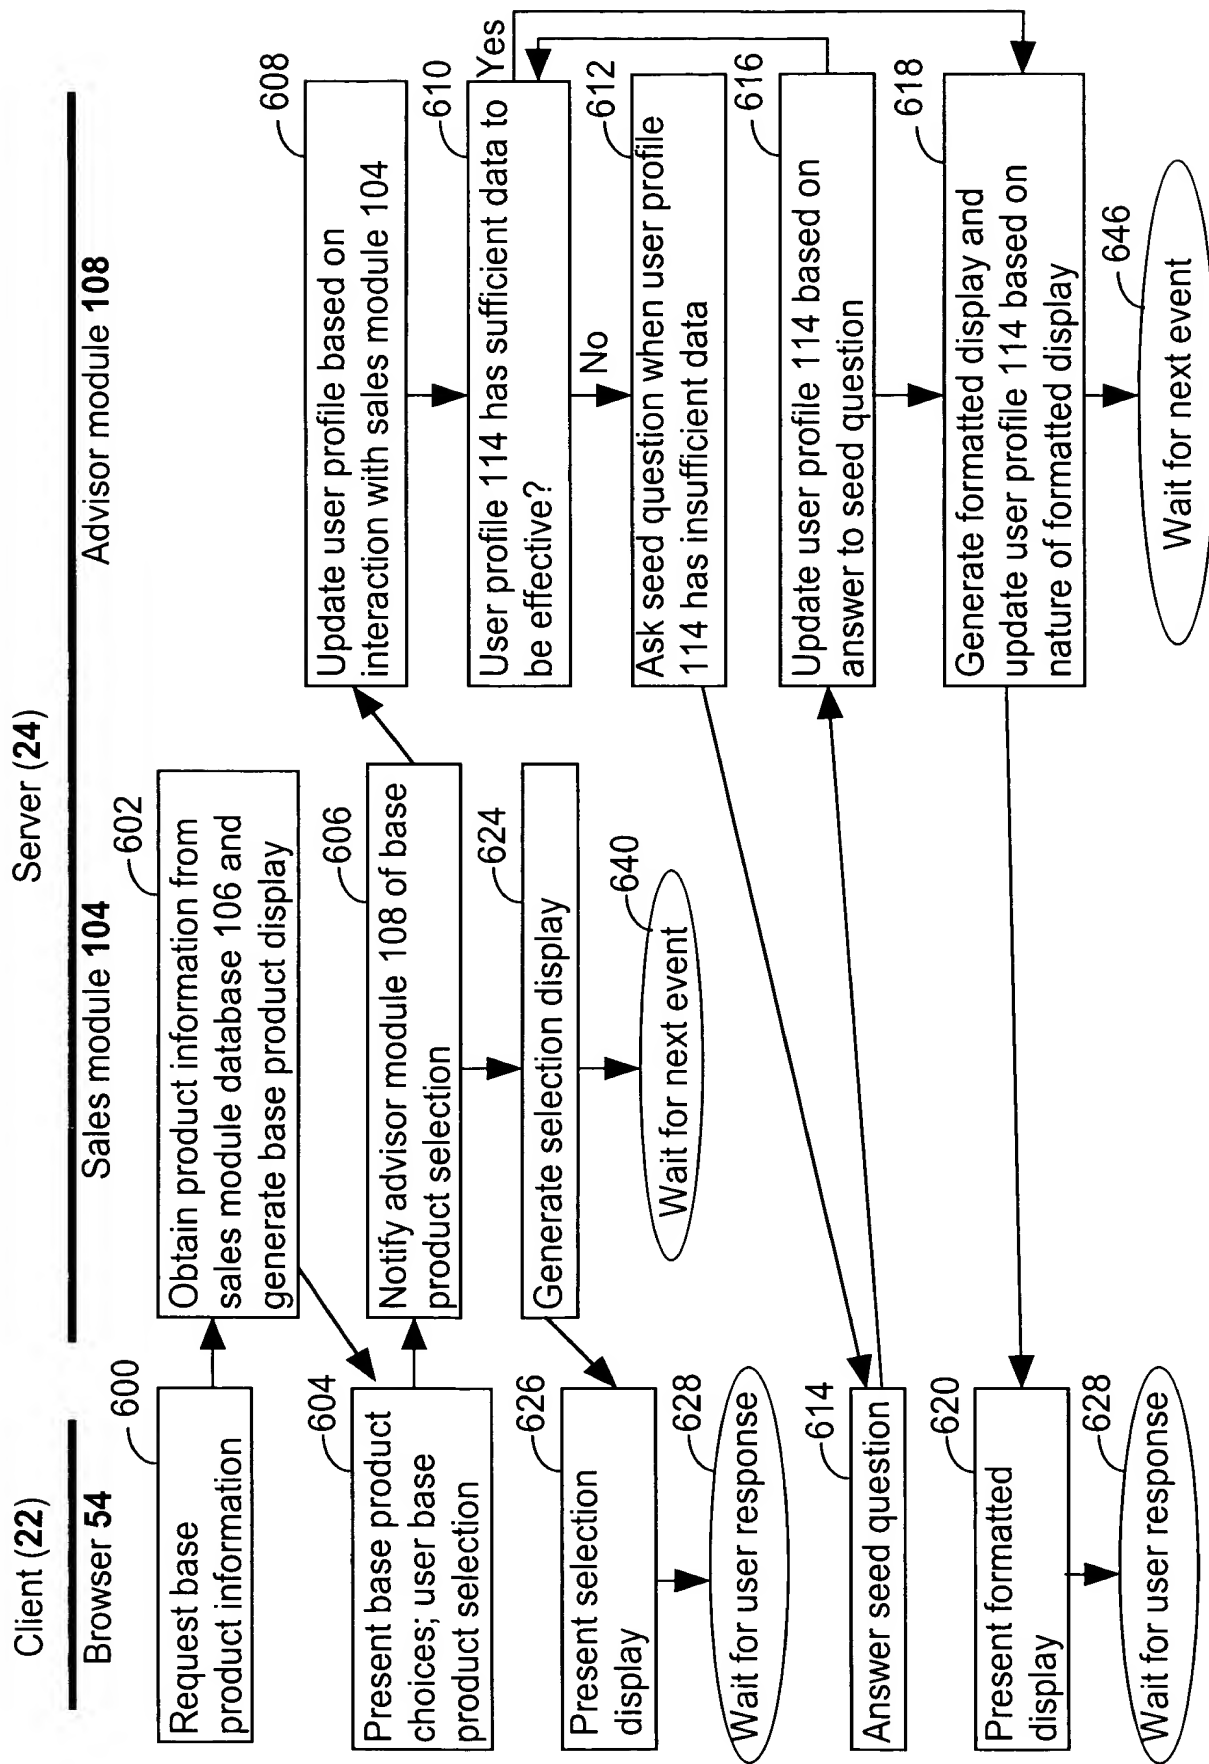 Client (22)
Server (24)
Browser 54
Sales module 104
Advisor module 108
600
Request base
product information
602
Obtain product information from
sales module database 106 and
generate base product display
604
Present base product
choices; user base
product selection
606
Notify advisor module 108 of base
product selection
608
Update user profile based on
interaction with sales module 104
610
User profile 114 has sufficient data to
be effective?
Yes
No
612
Ask seed question when user profile
114 has insufficient data
624
Generate selection display
640
Wait for next event
626
Present selection
display
628
Wait for user response
614
Answer seed question
616
Update user profile 114 based on
answer to seed question
618
Generate formatted display and
update user profile 114 based on
nature of formatted display
646
Wait for next event
620
Present formatted
display
628
Wait for user response